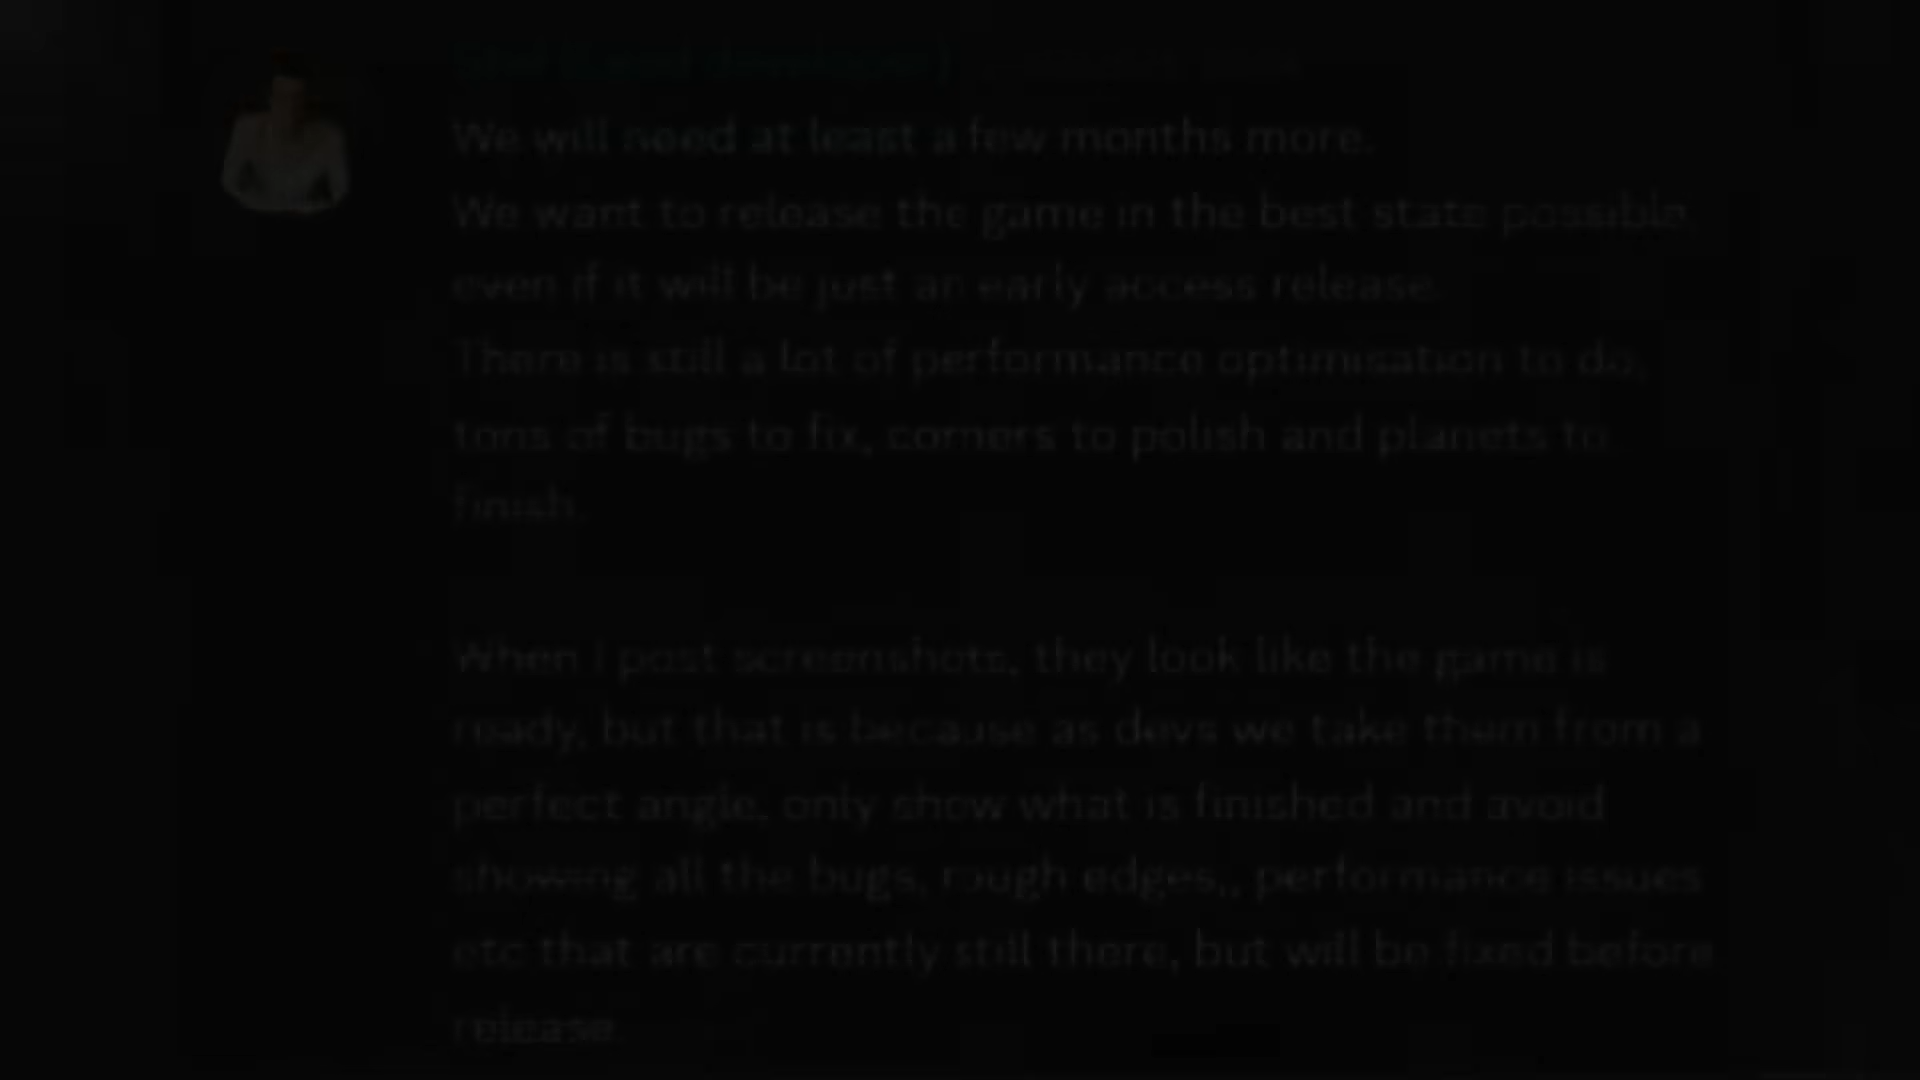 We will need at least a few months more.
We want to release the game in the best state possible,
even if it will be just an early access release.
There is still a lot of performance optimisation to do,
tons of bugs to fix, corners to polish and planets to
finish.
When I post screenshots, they look like the game is
ready, but that is because as devs we take them from a
perfect angle, only show what is finished and avoid
showing all the bugs, rough edges,, performance issues
etc that are currently still there, but will be fixed before
release.